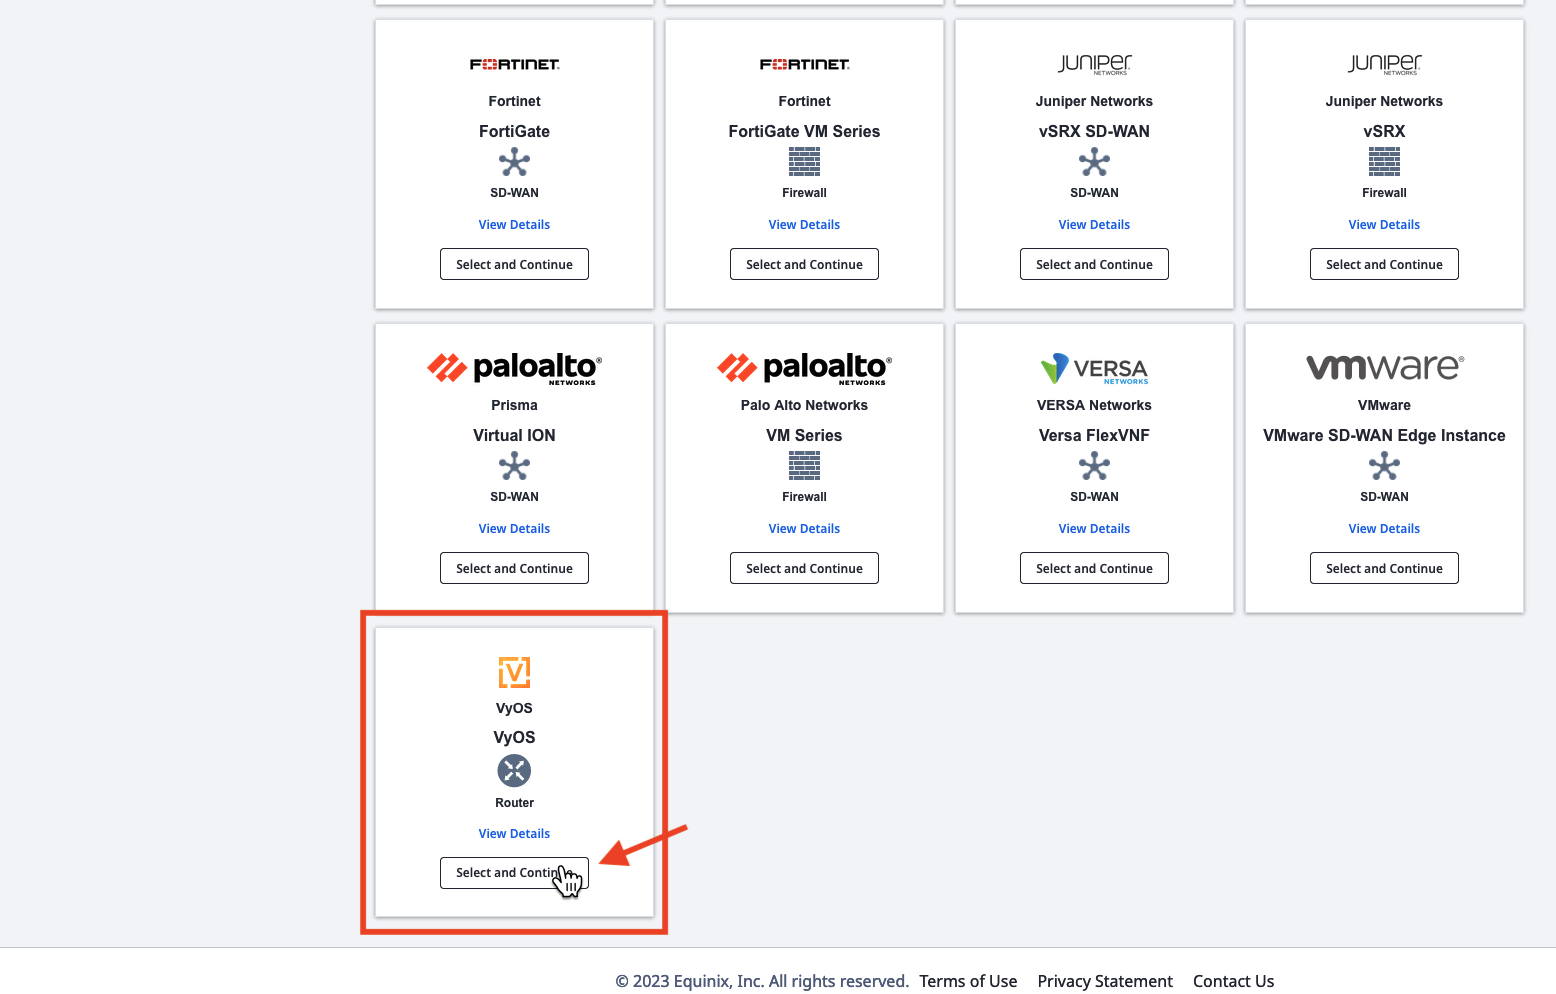 FORTINET
Fortinet
FortiGate
SD-WAN
View Details
Select and Continue
FORTINET
Fortinet
FortiGate VM Series
Firewall
View Details
Select and Continue
JUNIPER
NETWORKS
Juniper Networks
vSRX SD-WAN
SD-WAN
View Details
Select and Continue
JUNIPER
NETWORKS
Juniper Networks
vSRX
Firewall
View Details
Select and Continue
paloalto®
NETWORKS
Prisma
Virtual ION
SD-WAN
View Details
Select and Continue
paloalto®
NETWORKS
Palo Alto Networks
VM Series
Firewall
View Details
Select and Continue
VERSA
NETWORKS
VERSA Networks
Versa FlexVNF
SD-WAN
View Details
Select and Continue
vmware®
VMware
VMware SD-WAN Edge Instance
SD-WAN
View Details
Select and Continue
V
VyOS
VyOS
Router
View Details
Select and Continue
© 2023 Equinix, Inc. All rights reserved. Terms of Use Privacy Statement Contact Us